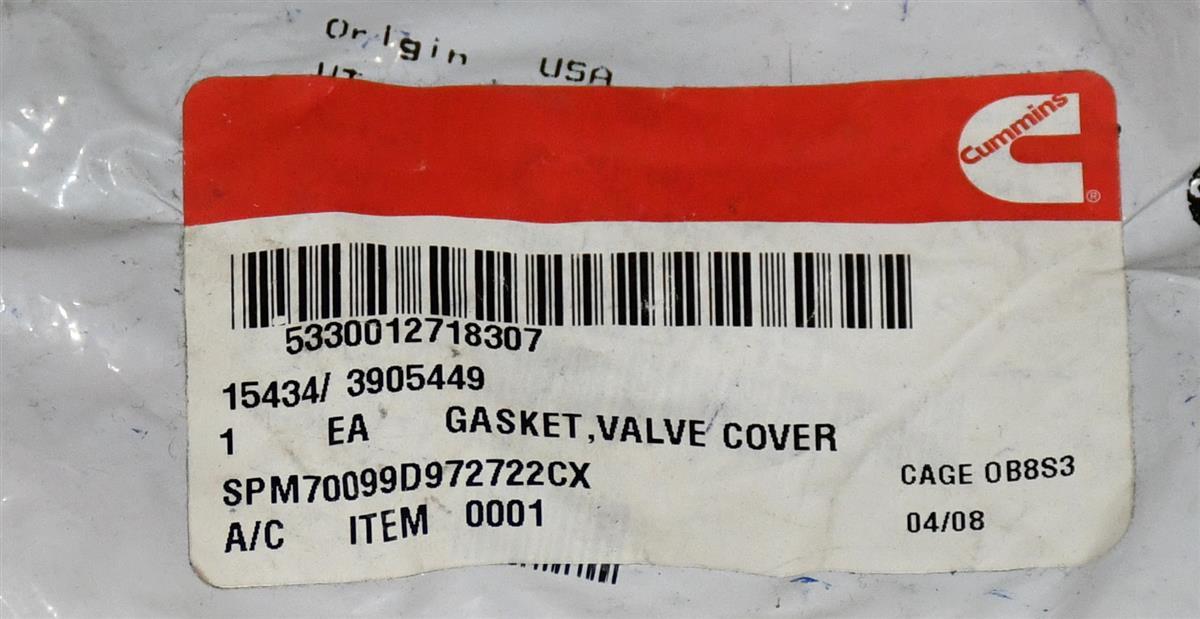 Origin USA
Cummins
®
5330012718307
15434/ 3905449
1 EA GASKET,VALVE COVER
SPM70099D972722CX
CAGE 0B8S3
A/C ITEM 0001
04/08